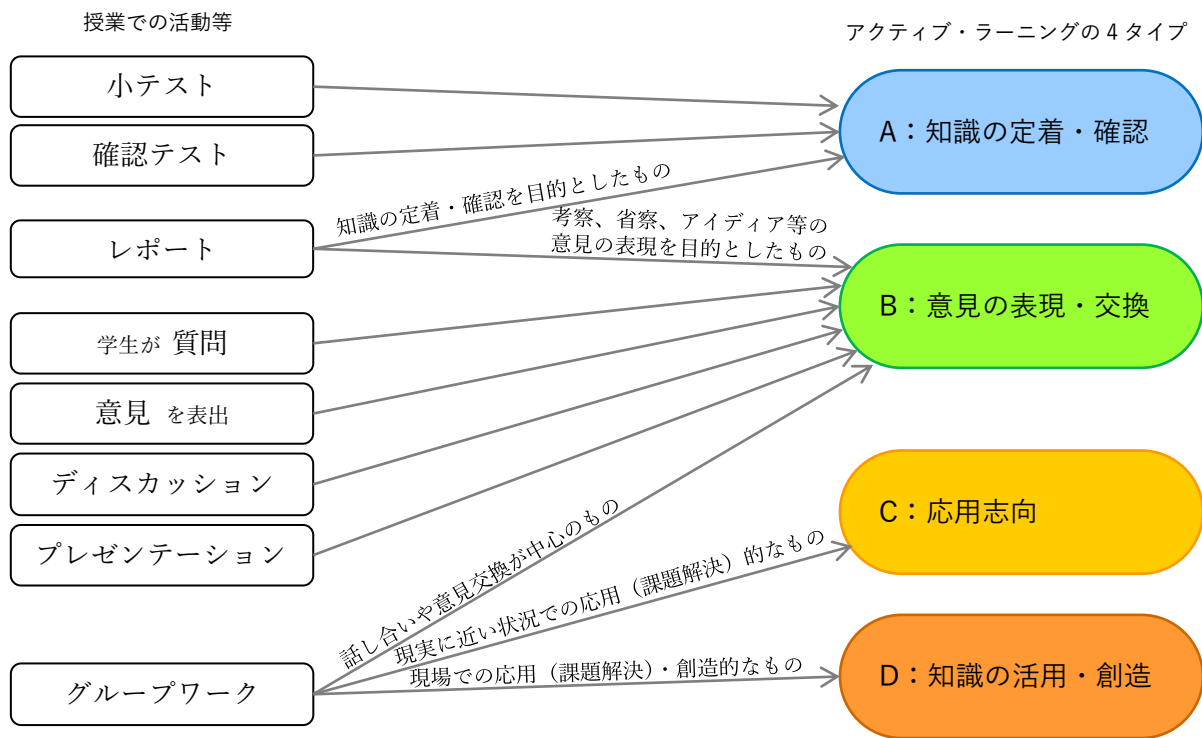 授業での活動等
アクティブ・ラーニングの 4 タイプ
小テスト
確認テスト
レポート
学生が 質問
意見 を表出
ディスカッション
プレゼンテーション
グループワーク
知識の定着・確認を目的としたもの
考察、省察、アイディア等の
意見の表現を目的としたもの
話し合いや意見交換が中心のもの
現実に近い状況での応用（課題解決）的なもの
現場での応用（課題解決）・創造的なもの
A：知識の定着・確認
B：意見の表現・交換
C：応用志向
D：知識の活用・創造